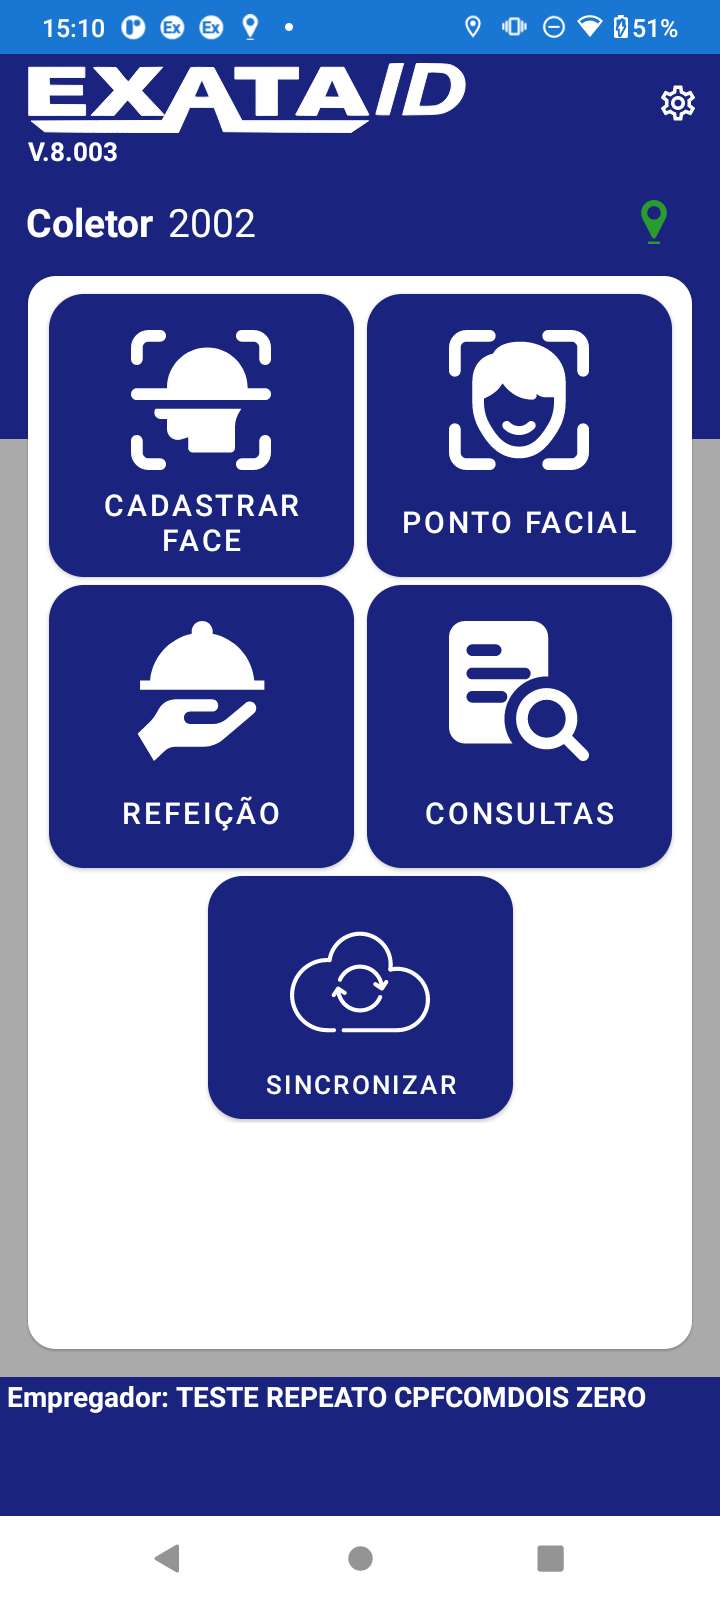 15:10 Ex Ex 51%
EXATAID
V.8.003
Coletor 2002
CADASTRAR
FACE
PONTO FACIAL
REFEIÇÃO
CONSULTAS
SINCRONIZAR
Empregador: TESTE REPEATO CPFCOMDOIS ZERO